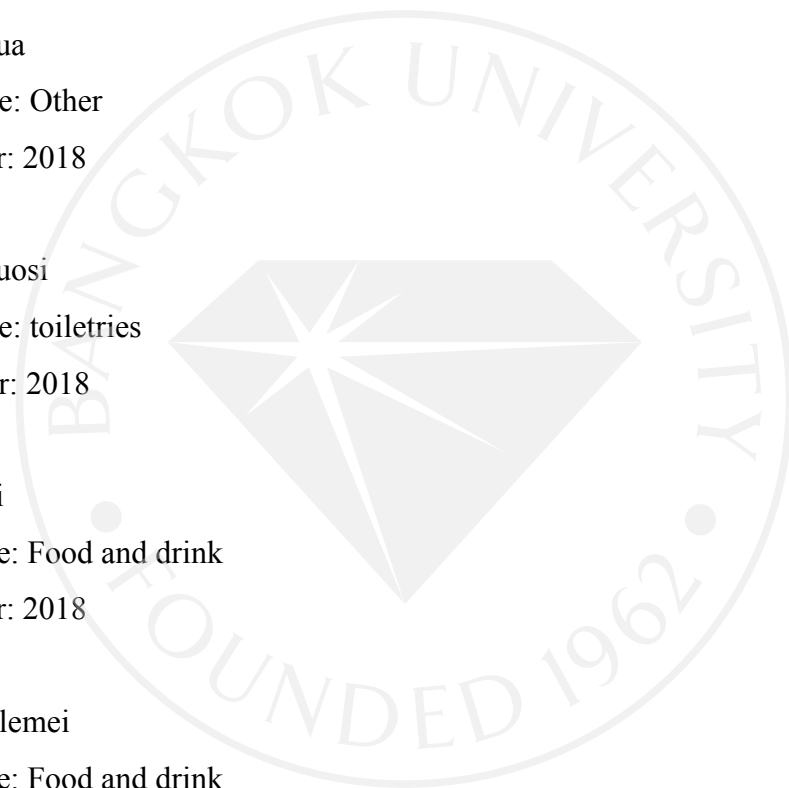 ua
e: Other
r: 2018
uosi
e: toiletries
r: 2018
i
e: Food and drink
r: 2018
lemei
e: Food and drink
BANGKOK UNIVERSITY
FOUNDED 1962